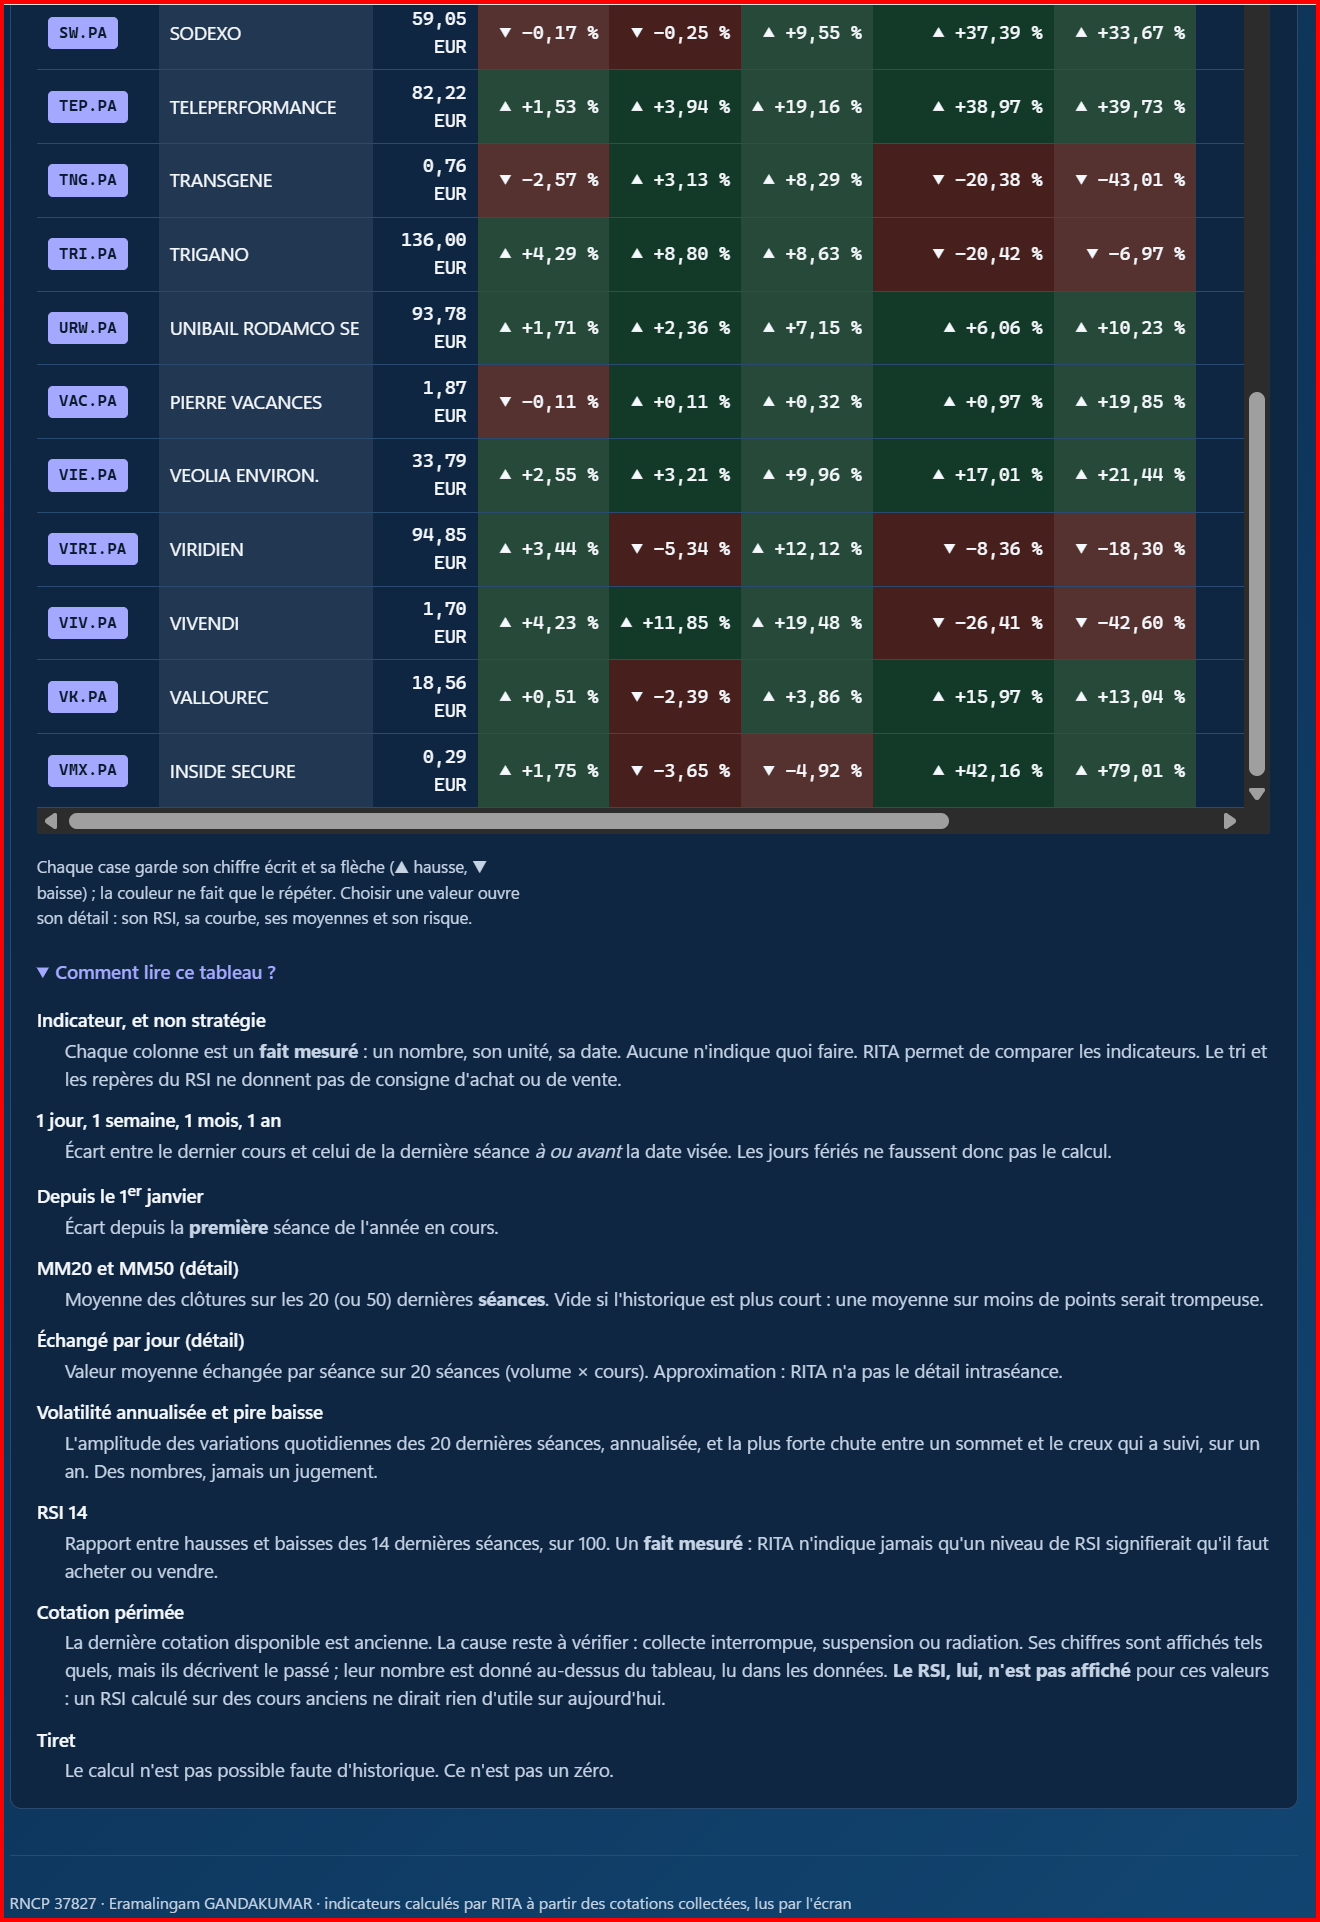 SW.PA SODEXO 59,05 EUR ▼ −0,17 % ▼ −0,25 % ▲ +9,55 % ▲ +37,39 % ▲ +33,67 %
TEP.PA TELEPERFORMANCE 82,22 EUR ▲ +1,53 % ▲ +3,94 % ▲ +19,16 % ▲ +38,97 % ▲ +39,73 %
TNG.PA TRANSGENE 0,76 EUR ▼ −2,57 % ▲ +3,13 % ▲ +8,29 % ▼ −20,38 % ▼ −43,01 %
TRI.PA TRIGANO 136,00 EUR ▲ +4,29 % ▲ +8,80 % ▲ +8,63 % ▼ −20,42 % ▼ −6,97 %
URW.PA UNIBAIL RODAMCO SE 93,78 EUR ▲ +1,71 % ▲ +2,36 % ▲ +7,15 % ▲ +6,06 % ▲ +10,23 %
VAC.PA PIERRE VACANCES 1,87 EUR ▼ −0,11 % ▲ +0,11 % ▲ +0,32 % ▲ +0,97 % ▲ +19,85 %
VIE.PA VEOLIA ENVIRON. 33,79 EUR ▲ +2,55 % ▲ +3,21 % ▲ +9,96 % ▲ +17,01 % ▲ +21,44 %
VIRI.PA VIRIDIEN 94,85 EUR ▲ +3,44 % ▼ −5,34 % ▲ +12,12 % ▼ −8,36 % ▼ −18,30 %
VIV.PA VIVENDI 1,70 EUR ▲ +4,23 % ▲ +11,85 % ▲ +19,48 % ▼ −26,41 % ▼ −42,60 %
VK.PA VALLOUREC 18,56 EUR ▲ +0,51 % ▼ −2,39 % ▲ +3,86 % ▲ +15,97 % ▲ +13,04 %
VMX.PA INSIDE SECURE 0,29 EUR ▲ +1,75 % ▼ −3,65 % ▼ −4,92 % ▲ +42,16 % ▲ +79,01 %
Chaque case garde son chiffre écrit et sa flèche (▲ hausse, ▼
baisse) ; la couleur ne fait que le répéter. Choisir une valeur ouvre
son détail : son RSI, sa courbe, ses moyennes et son risque.
▼ Comment lire ce tableau ?
Indicateur, et non stratégie
Chaque colonne est un fait mesuré : un nombre, son unité, sa date. Aucune n'indique quoi faire. RITA permet de comparer les indicateurs. Le tri et
les repères du RSI ne donnent pas de consigne d'achat ou de vente.
1 jour, 1 semaine, 1 mois, 1 an
Écart entre le dernier cours et celui de la dernière séance à ou avant la date visée. Les jours fériés ne faussent donc pas le calcul.
Depuis le 1er janvier
Écart depuis la première séance de l'année en cours.
MM20 et MM50 (détail)
Moyenne des clôtures sur les 20 (ou 50) dernières séances. Vide si l'historique est plus court : une moyenne sur moins de points serait trompeuse.
Échangé par jour (détail)
Valeur moyenne échangée par séance sur 20 séances (volume × cours). Approximation : RITA n'a pas le détail intraséance.
Volatilité annualisée et pire baisse
L'amplitude des variations quotidiennes des 20 dernières séances, annualisée, et la plus forte chute entre un sommet et le creux qui a suivi, sur un
an. Des nombres, jamais un jugement.
RSI 14
Rapport entre hausses et baisses des 14 dernières séances, sur 100. Un fait mesuré : RITA n'indique jamais qu'un niveau de RSI signifierait qu'il faut
acheter ou vendre.
Cotation périmée
La dernière cotation disponible est ancienne. La cause reste à vérifier : collecte interrompue, suspension ou radiation. Ses chiffres sont affichés tels
quels, mais ils décrivent le passé ; leur nombre est donné au-dessus du tableau, lu dans les données. Le RSI, lui, n'est pas affiché pour ces valeurs
: un RSI calculé sur des cours anciens ne dirait rien d'utile sur aujourd'hui.
Tiret
Le calcul n'est pas possible faute d'historique. Ce n'est pas un zéro.
RNCP 37827 · Eramalingam GANDAKUMAR · indicateurs calculés par RITA à partir des cotations collectées, lus par l'écran